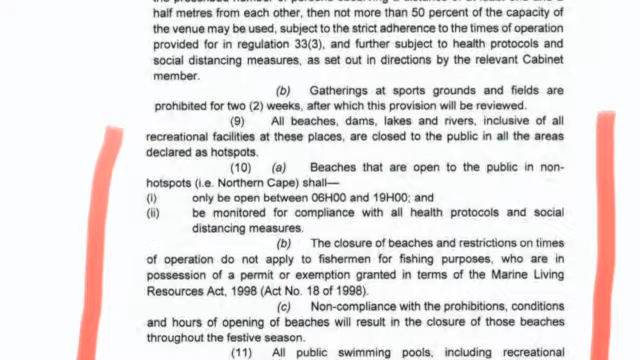 the prescribed number of persons observing a distance of at least one and a
half metres from each other, then not more than 50 percent of the capacity of
the venue may be used, subject to the strict adherence to the times of operation
provided for in regulation 33(3), and further subject to health protocols and
social distancing measures, as set out in directions by the relevant Cabinet
member.
(b) Gatherings at sports grounds and fields are
prohibited for two (2) weeks, after which this provision will be reviewed.
(9) All beaches, dams, lakes and rivers, inclusive of all
recreational facilities at these places, are closed to the public in all the areas
declared as hotspots.
(10) (a) Beaches that are open to the public in non-
hotspots (i.e. Northern Cape) shall—
(i) only be open between 06H00 and 19H00; and
(ii) be monitored for compliance with all health protocols and social
distancing measures.
(b) The closure of beaches and restrictions on times
of operation do not apply to fishermen for fishing purposes, who are in
possession of a permit or exemption granted in terms of the Marine Living
Resources Act, 1998 (Act No. 18 of 1998).
(c) Non-compliance with the prohibitions, conditions
and hours of opening of beaches will result in the closure of those beaches
throughout the festive season.
(11) All public swimming pools, including recreational